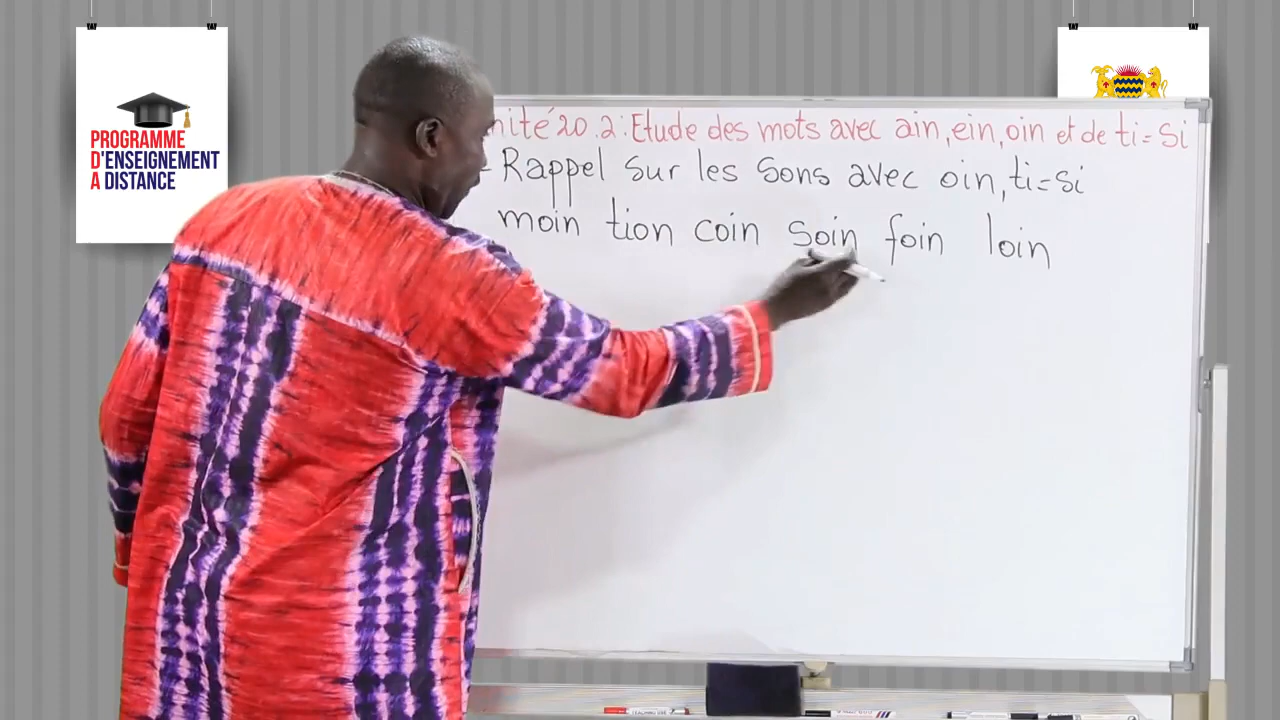 PROGRAMME
D'ENSEIGNEMENT
A DISTANCE
nité 20.2: Etude des mots avec ain, ein, oin et de ti = si
- Rappel sur les sons avec oin, ti = si
moin tion coin soin foin loin